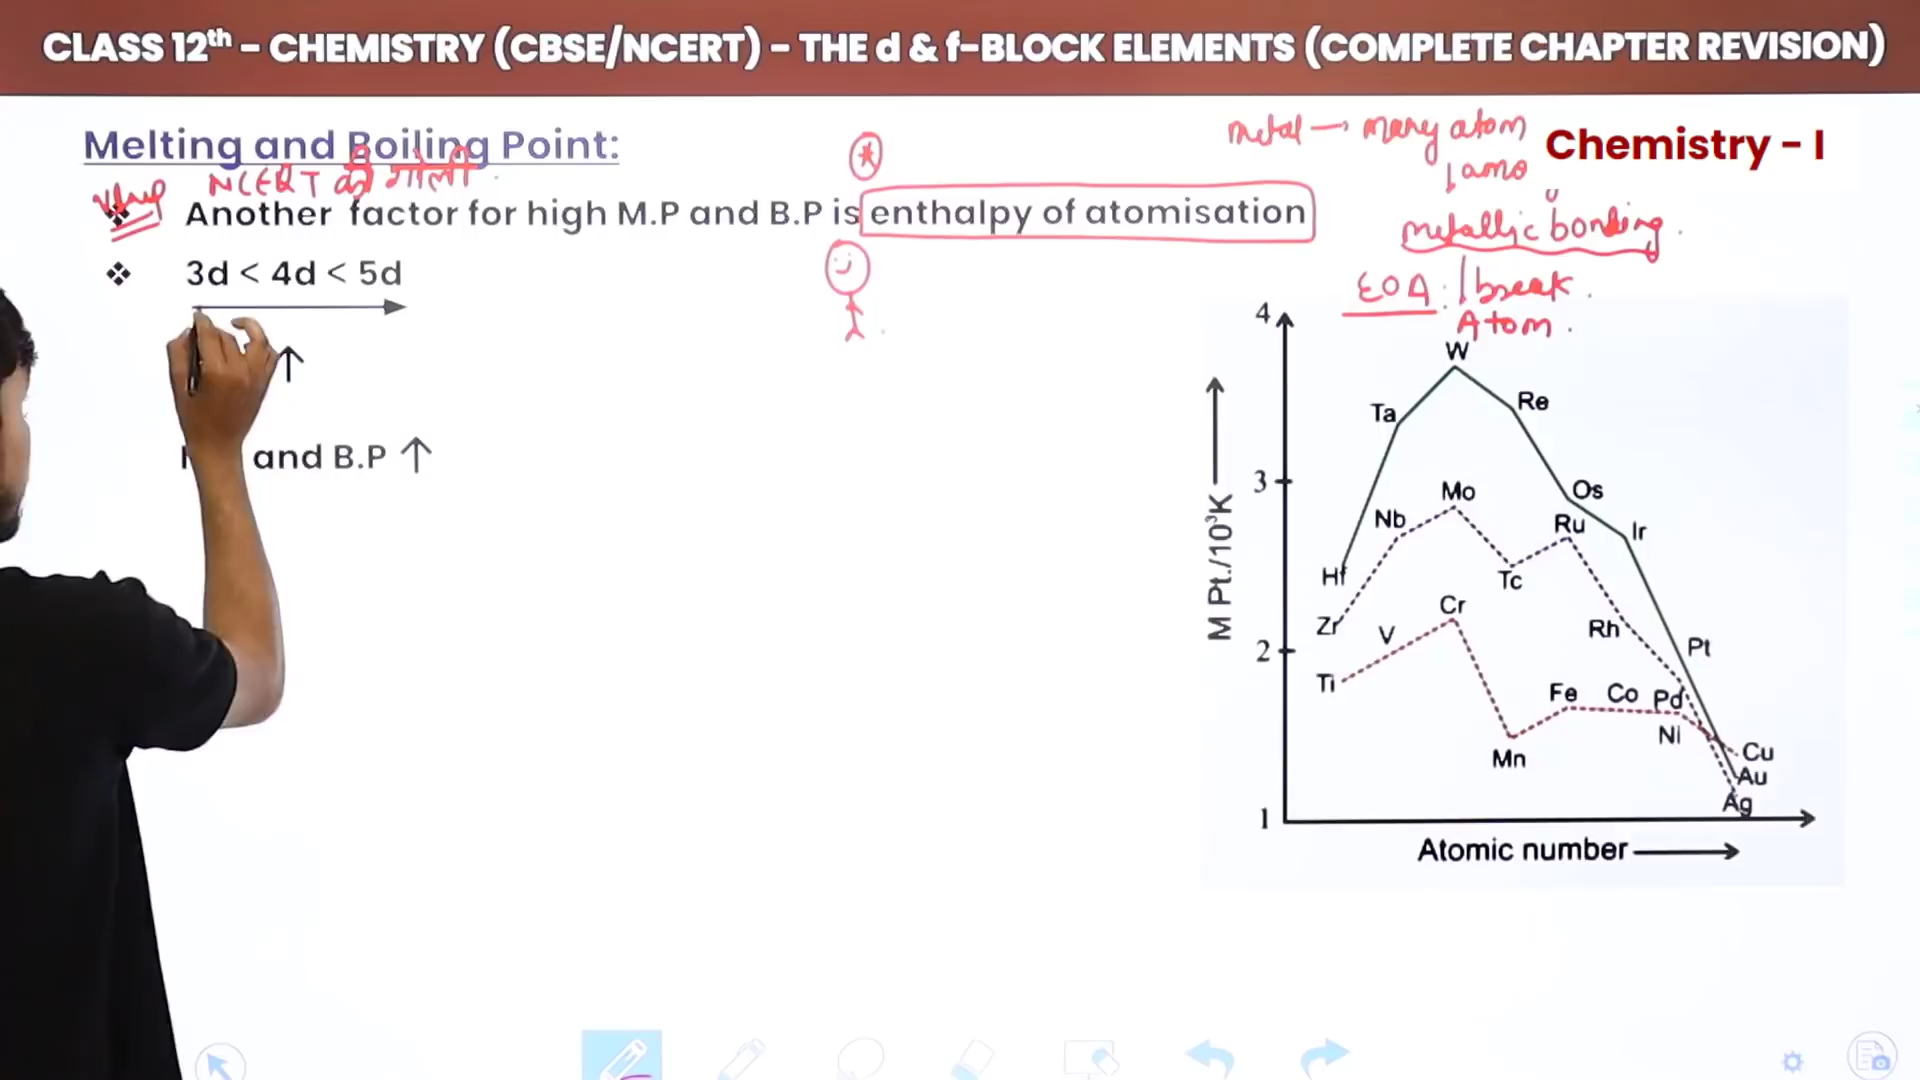 CLASS 12th – CHEMISTRY (CBSE/NCERT) – THE d & f-BLOCK ELEMENTS (COMPLETE CHAPTER REVISION)
Melting and Boiling Point:
metal → many atom
Chemistry – I
NCERT की
❖ Another factor for high M.P and B.P is enthalpy of atomisation
metallic bonding
❖ 3d < 4d < 5d
EOA : break
Atom
↑
and B.P ↑
M Pt./10³K
4
3
2
1
W
Ta
Re
Mo
Os
Nb
Ru
Ir
Hf
Tc
Cr
Zr
V
Rh
Pt
Ti
Fe
Co
Pd
Ni
Mn
Cu
Au
Ag
Atomic number